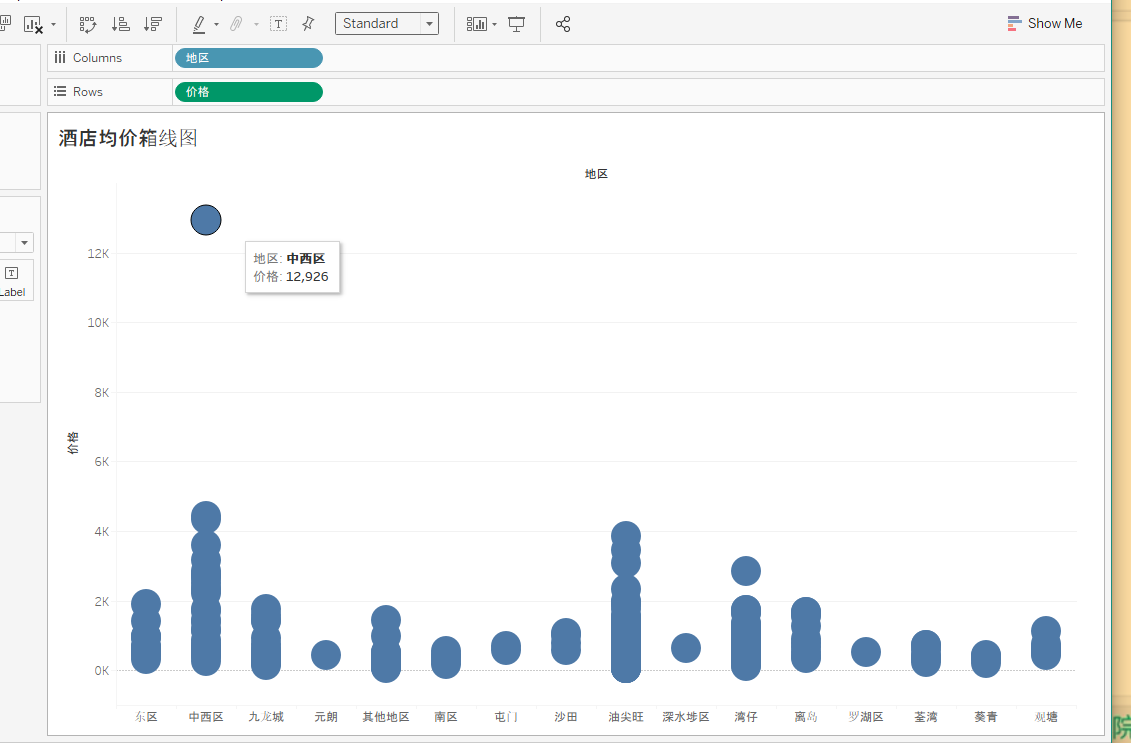 Standard
Show Me
Columns
地区
Rows
价格
酒店均价箱线图
地区
12K
地区: 中西区
价格: 12,926
Label
10K
8K
价格
6K
4K
2K
0K
东区 中西区 九龙城 元朗 其他地区 南区 屯门 沙田 油尖旺 深水埗区 湾仔 离岛 罗湖区 荃湾 葵青 观塘
院